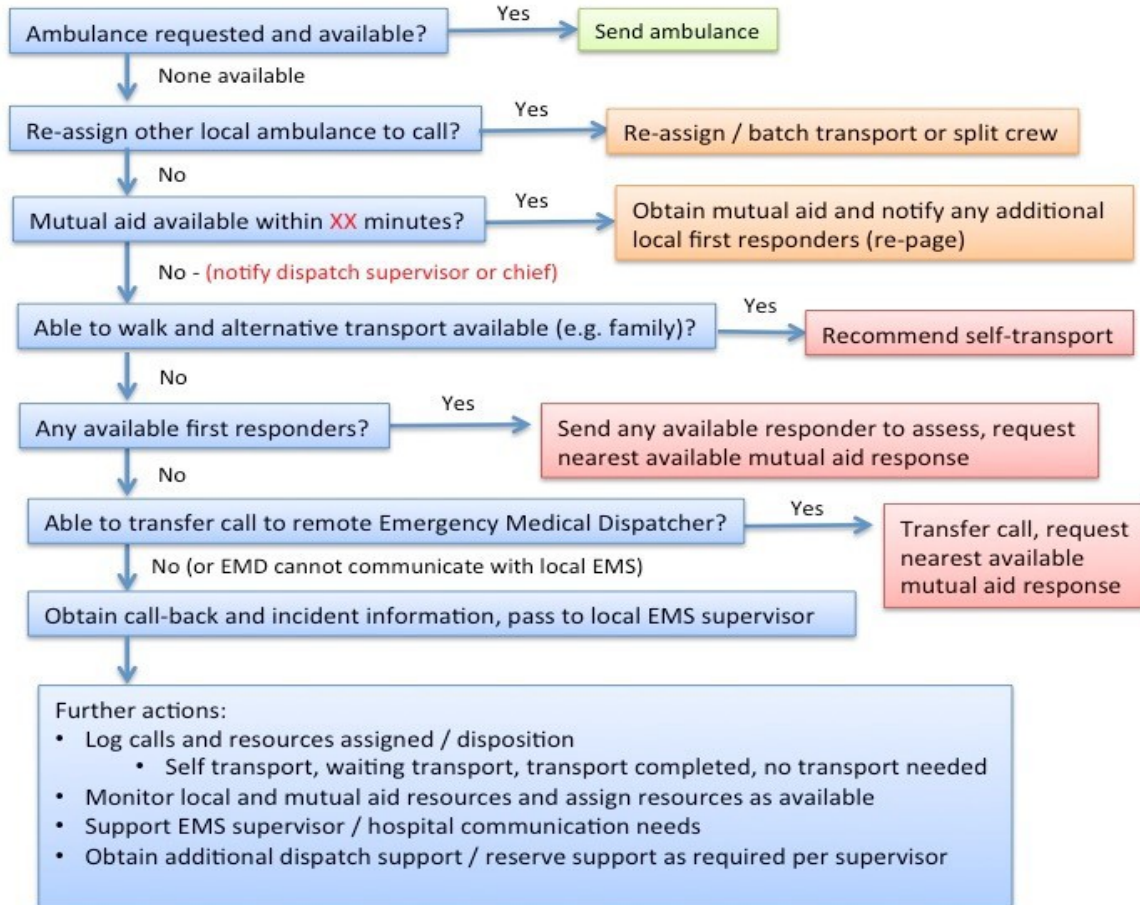 Ambulance requested and available?
Yes
Send ambulance
None available
Re-assign other local ambulance to call?
Yes
Re-assign / batch transport or split crew
No
Mutual aid available within XX minutes?
Yes
Obtain mutual aid and notify any additional
local first responders (re-page)
No - (notify dispatch supervisor or chief)
Able to walk and alternative transport available (e.g. family)?
Yes
Recommend self-transport
No
Any available first responders?
Yes
Send any available responder to assess, request
nearest available mutual aid response
No
Able to transfer call to remote Emergency Medical Dispatcher?
Yes
Transfer call, request
nearest available
mutual aid response
No (or EMD cannot communicate with local EMS)
Obtain call-back and incident information, pass to local EMS supervisor
Further actions:
• Log calls and resources assigned / disposition
• Self transport, waiting transport, transport completed, no transport needed
• Monitor local and mutual aid resources and assign resources as available
• Support EMS supervisor / hospital communication needs
• Obtain additional dispatch support / reserve support as required per supervisor